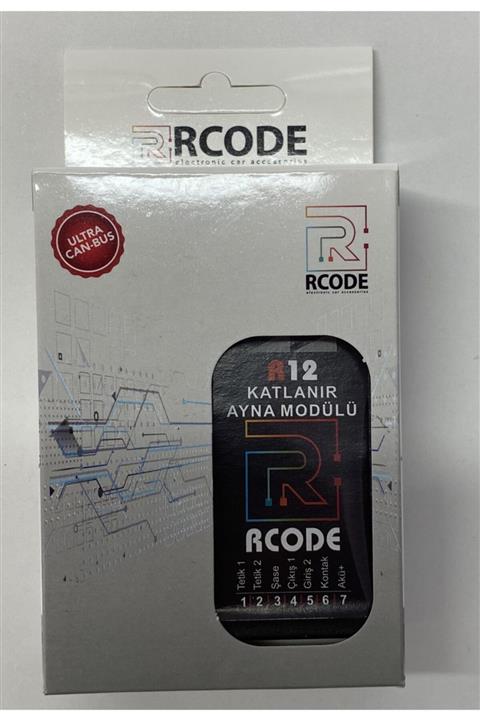 RCODE
electronic car accessories
ULTRA
CAN-BUS
RCODE
electronic car accessories
R12
KATLANIR
AYNA MODÜLÜ
RCODE
Tetik 1
Tetik 2
Şase
Çıkış 1
Giriş 2
Kontak
Akü+
1 2 3 4 5 6 7